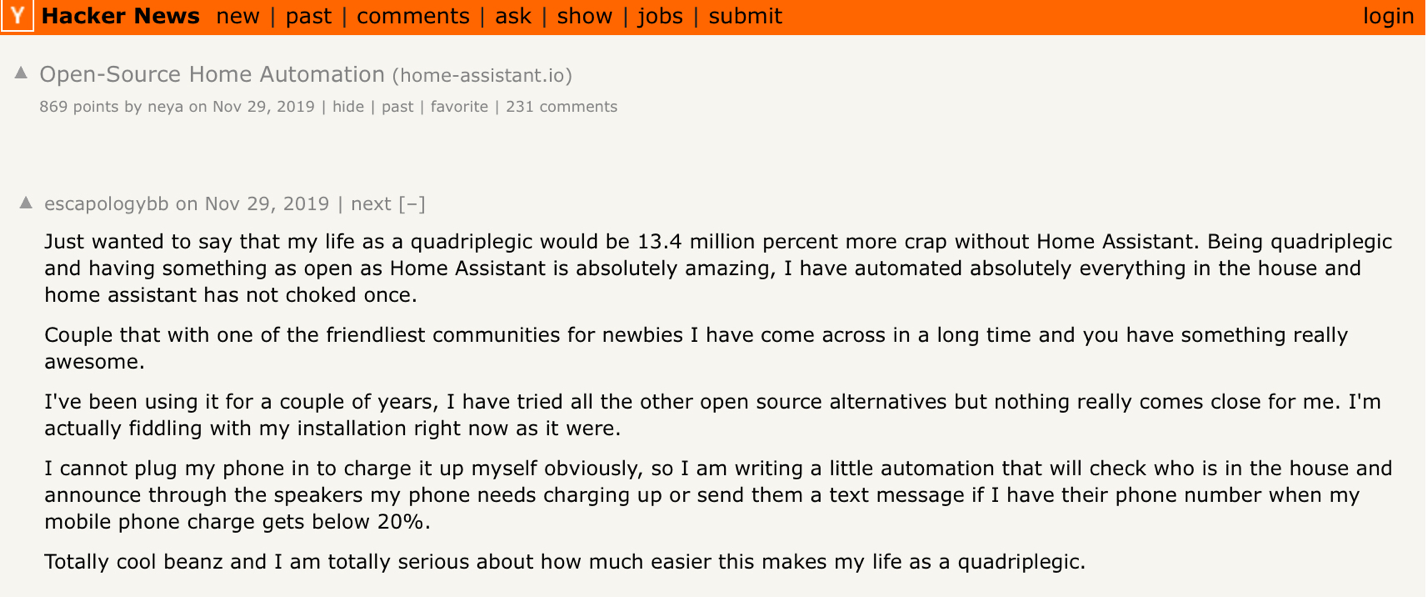 Y Hacker News new | past | comments | ask | show | jobs | submit login
▲ Open-Source Home Automation (home-assistant.io)
869 points by neya on Nov 29, 2019 | hide | past | favorite | 231 comments
▲ escapologybb on Nov 29, 2019 | next [–]
Just wanted to say that my life as a quadriplegic would be 13.4 million percent more crap without Home Assistant. Being quadriplegic
and having something as open as Home Assistant is absolutely amazing, I have automated absolutely everything in the house and
home assistant has not choked once.
Couple that with one of the friendliest communities for newbies I have come across in a long time and you have something really
awesome.
I've been using it for a couple of years, I have tried all the other open source alternatives but nothing really comes close for me. I'm
actually fiddling with my installation right now as it were.
I cannot plug my phone in to charge it up myself obviously, so I am writing a little automation that will check who is in the house and
announce through the speakers my phone needs charging up or send them a text message if I have their phone number when my
mobile phone charge gets below 20%.
Totally cool beanz and I am totally serious about how much easier this makes my life as a quadriplegic.